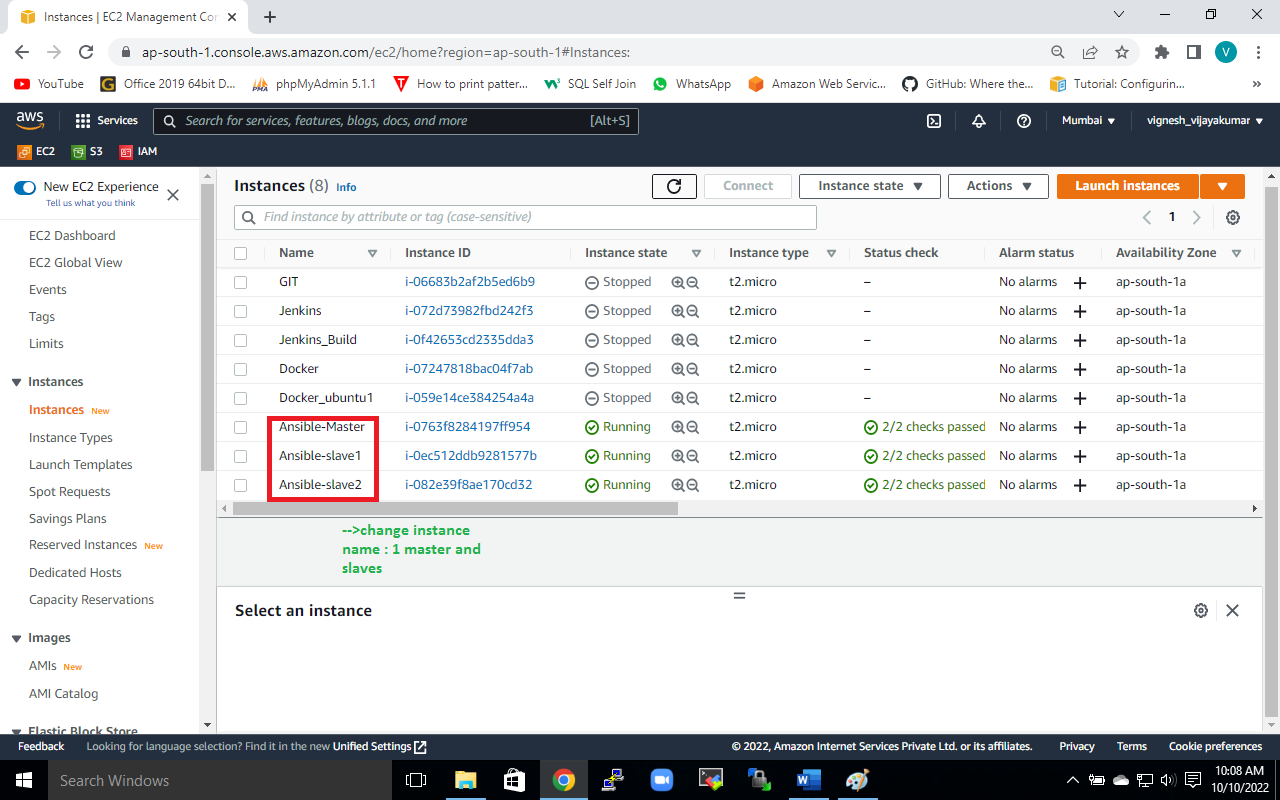 Instances | EC2 Management Con
ap-south-1.console.aws.amazon.com/ec2/home?region=ap-south-1#Instances:
V
YouTube G Office 2019 64bit D... PMA phpMyAdmin 5.1.1 How to print patter... SQL Self Join WhatsApp Amazon Web Servic... GitHub: Where the... Tutorial: Configurin... »
aws Services Search for services, features, blogs, docs, and more [Alt+S] Mumbai ▼ vignesh_vijayakumar ▼
EC2 S3 IAM
New EC2 Experience
Tell us what you think
EC2 Dashboard
EC2 Global View
Events
Tags
Limits
Instances
Instances New
Instance Types
Launch Templates
Spot Requests
Savings Plans
Reserved Instances New
Dedicated Hosts
Capacity Reservations
Images
AMIs New
AMI Catalog
Elastic Block Store
Instances (8) Info Connect Instance state ▼ Actions ▼ Launch instances ▼
Find instance by attribute or tag (case-sensitive) 1
Name Instance ID Instance state Instance type Status check Alarm status Availability Zone
GIT i-06683b2af2b5ed6b9 Stopped t2.micro – No alarms + ap-south-1a
Jenkins i-072d73982fbd242f3 Stopped t2.micro – No alarms + ap-south-1a
Jenkins_Build i-0f42653cd2335dda3 Stopped t2.micro – No alarms + ap-south-1a
Docker i-07247818bac04f7ab Stopped t2.micro – No alarms + ap-south-1a
Docker_ubuntu1 i-059e14ce384254a4a Stopped t2.micro – No alarms + ap-south-1a
Ansible-Master i-0763f8284197ff954 Running t2.micro 2/2 checks passed No alarms + ap-south-1a
Ansible-slave1 i-0ec512ddb9281577b Running t2.micro 2/2 checks passed No alarms + ap-south-1a
Ansible-slave2 i-082e39f8ae170cd32 Running t2.micro 2/2 checks passed No alarms + ap-south-1a
-->change instance
name : 1 master and
slaves
Select an instance
Feedback Looking for language selection? Find it in the new Unified Settings © 2022, Amazon Internet Services Private Ltd. or its affiliates. Privacy Terms Cookie preferences
Search Windows
10:08 AM
10/10/2022